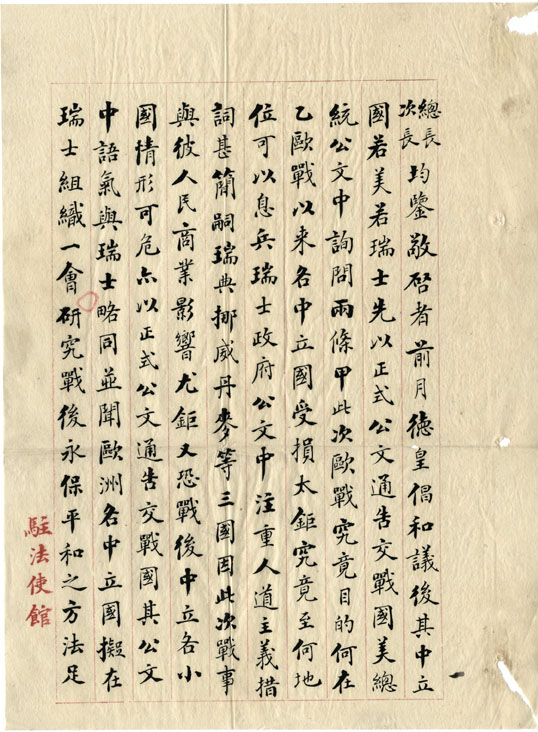 總長
次長 均鑒敬啓者前月德皇倡和議後其中立
國若美若瑞士先以正式公文通告交戰國美總
統公文中詢問兩條甲此次歐戰究竟目的何在
乙歐戰以来各中立國受損太鉅究竟至何地
位可以息兵瑞士政府公文中注重人道主義措
詞甚簡嗣瑞典挪威丹麥等三國因此次戰事
與彼人民商業影響尤鉅又恐戰後中立各小
國情形可危亦以正式公文通告交戰國其公文
中語氣與瑞士略同並聞歐洲各中立國擬在
瑞士組織一會研究戰後永保平和之方法足
駐法使館